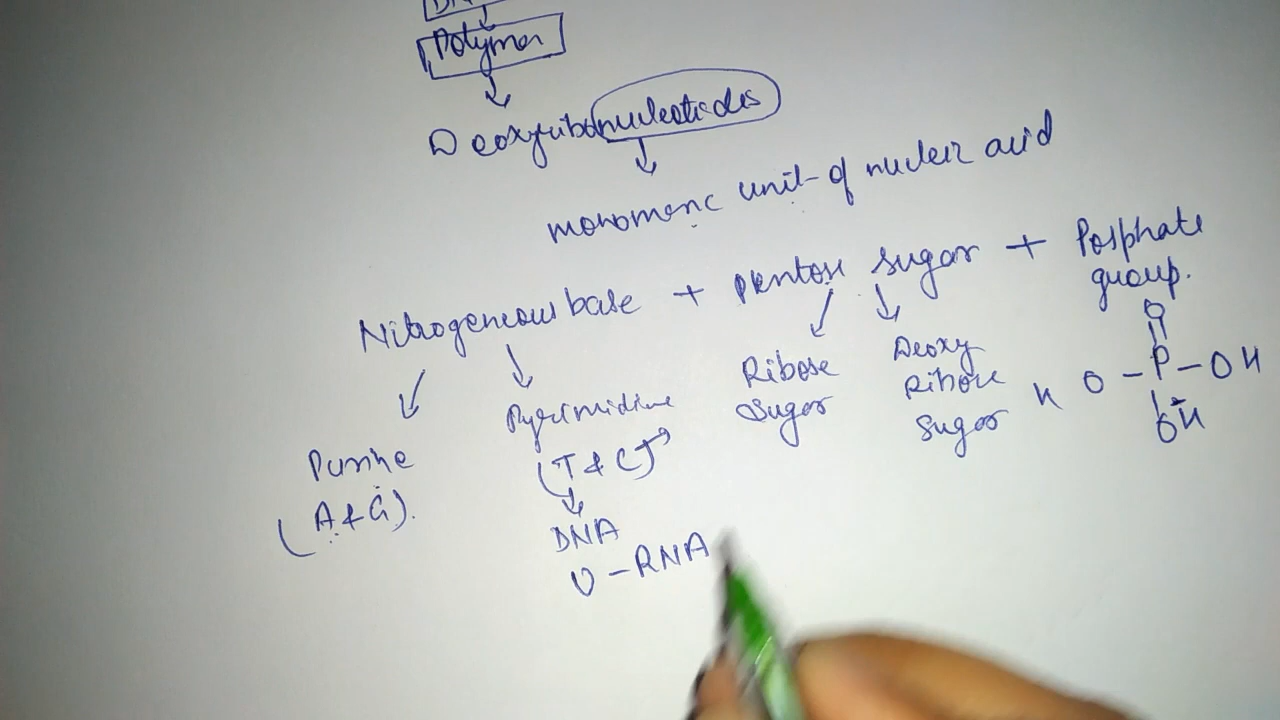 Polymer
Deoxyribonucleotides
monomeric unit of nucleic acid
Nitrogeneous base + pentose sugar + Posphate
group.
O
Ribose Deoxy
H O - P - OH
Sugar Ribose
OH
Sugar
Purine Pyrimidine
(A & G). (T & C)
DNA
U - RNA